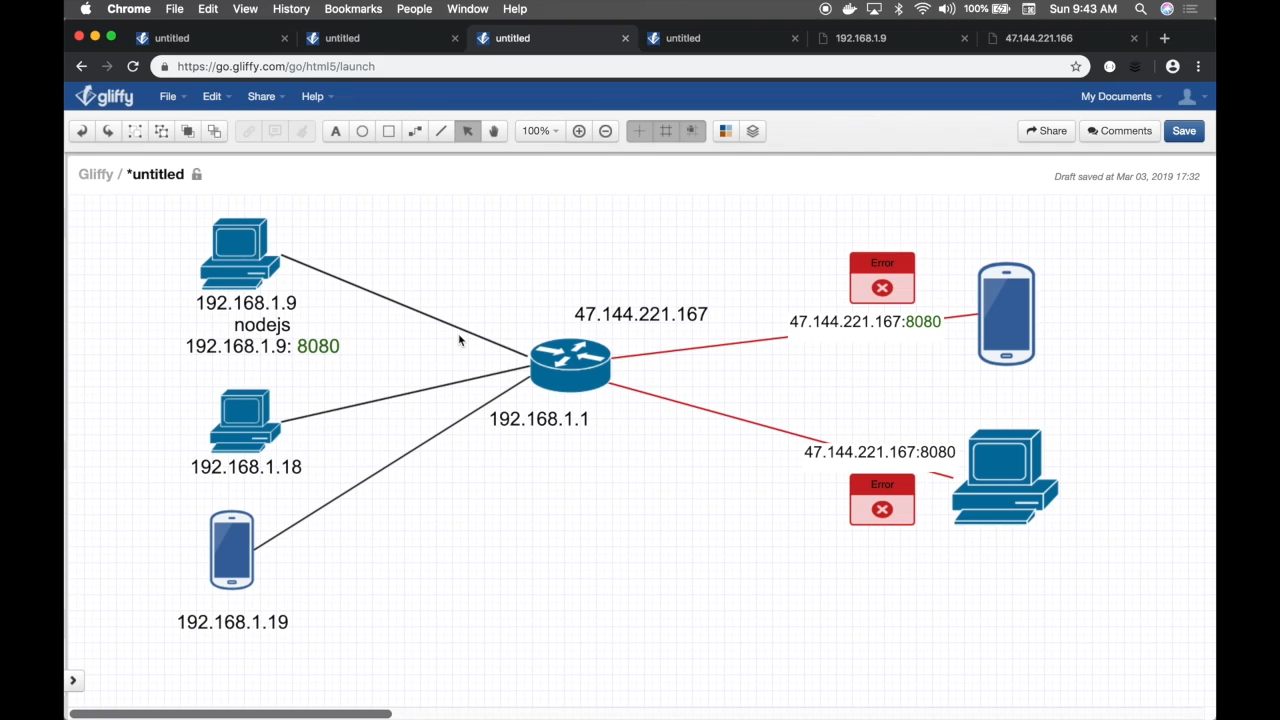 Chrome File Edit View History Bookmarks People Window Help 100% Sun 9:43 AM
untitled untitled untitled untitled 192.168.1.9 47.144.221.166
https://go.gliffy.com/go/html5/launch
gliffy File Edit Share Help My Documents
A 100% Share Comments Save
Gliffy / *untitled Draft saved at Mar 03, 2019 17:32
Error
192.168.1.9
nodejs
192.168.1.9: 8080
47.144.221.167
47.144.221.167:8080
192.168.1.1
47.144.221.167:8080
192.168.1.18
Error
192.168.1.19